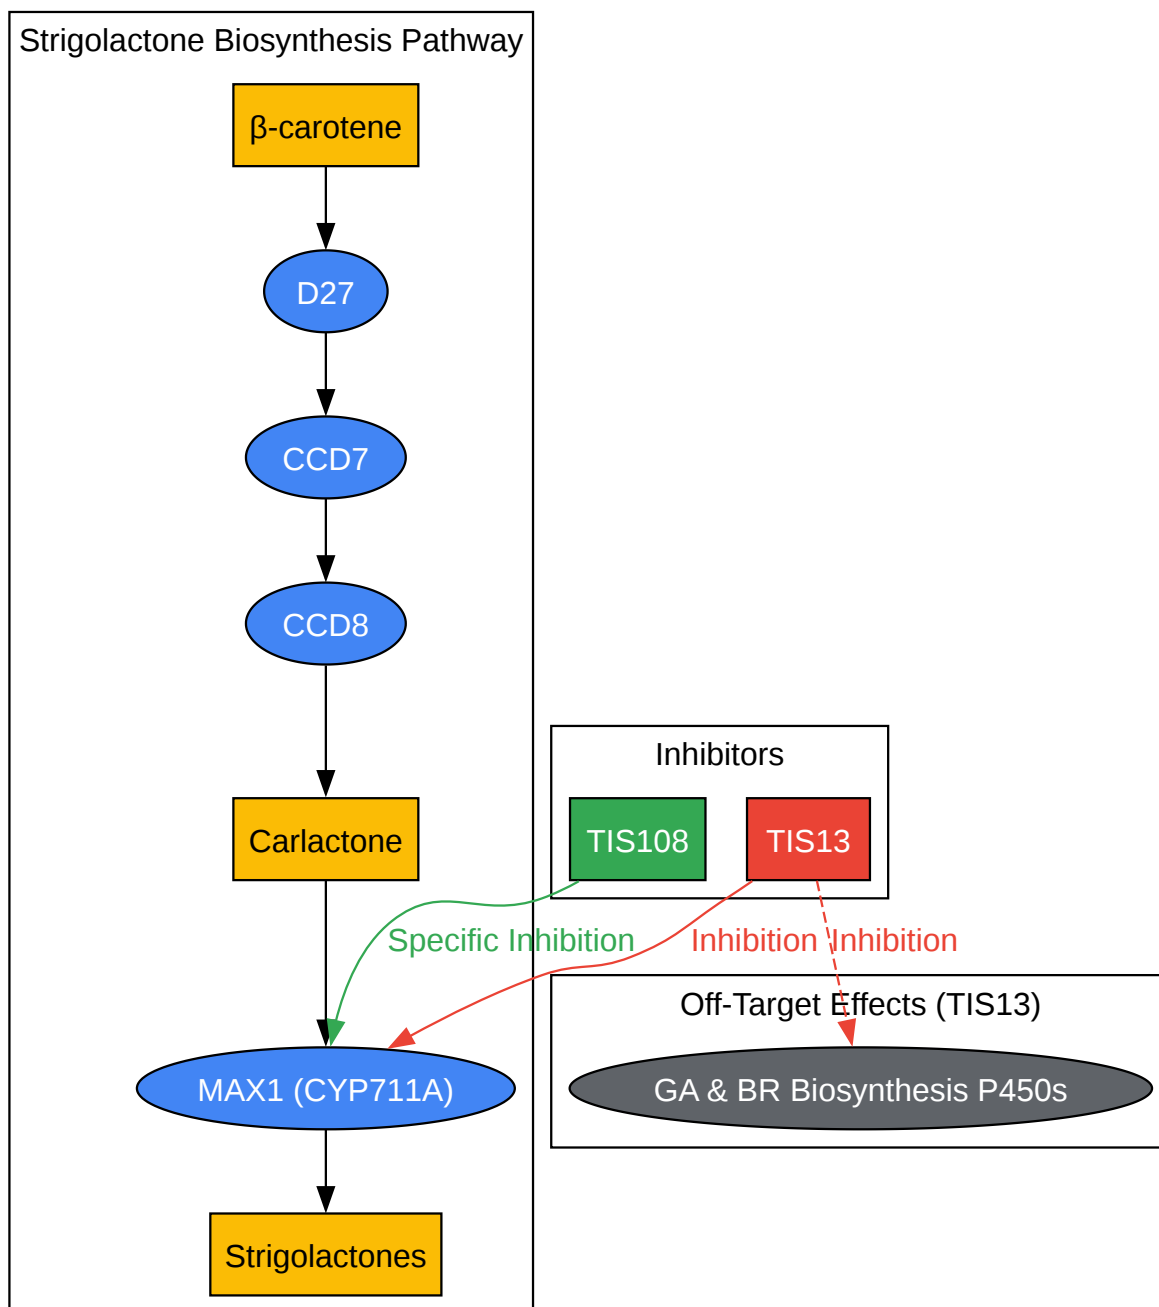 Strigolactone Biosynthesis Pathway
β-carotene
D27
CCD7
CCD8
Inhibitors
Carlactone
TIS108
TIS13
Specific Inhibition
Inhibition
Inhibition
Off-Target Effects (TIS13)
MAX1 (CYP711A)
GA & BR Biosynthesis P450s
Strigolactones